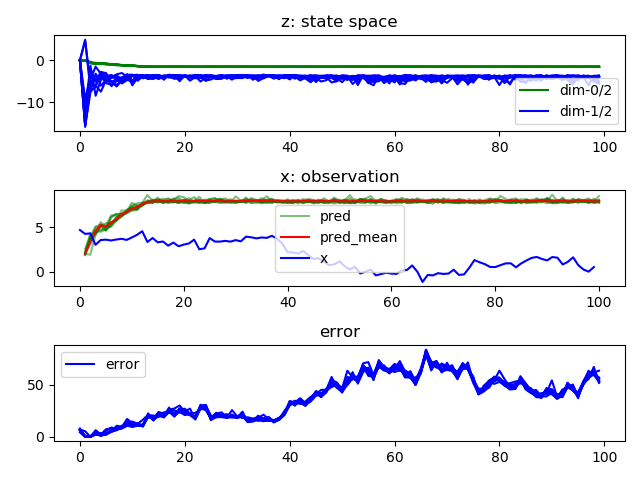 z: state space
0
−10
dim-0/2
dim-1/2
0 20 40 60 80 100
x: observation
5
0
pred
pred_mean
x
0 20 40 60 80 100
error
50
0
error
0 20 40 60 80 100